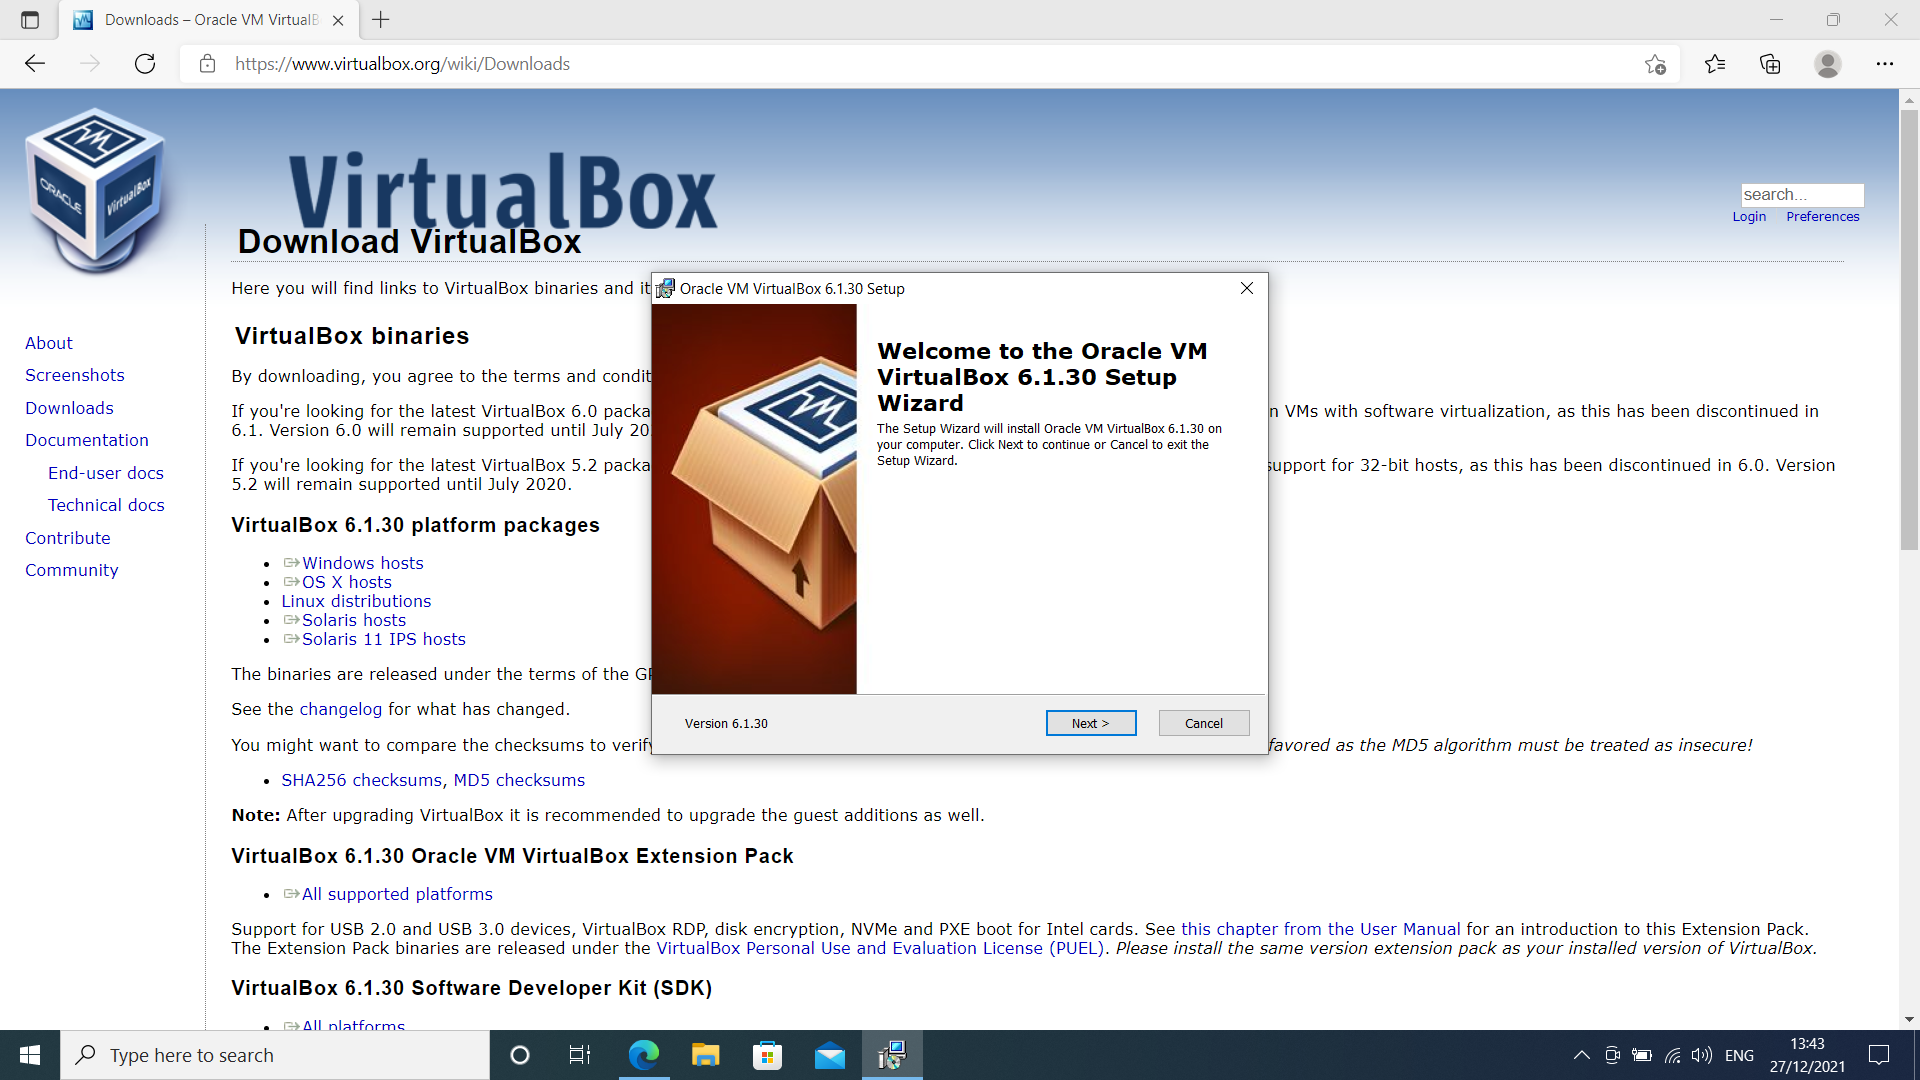 Downloads – Oracle VM VirtualB
https://www.virtualbox.org/wiki/Downloads
ORACLE
VirtualBox
VirtualBox
search...
Login Preferences
Download VirtualBox
Here you will find links to VirtualBox binaries and it
VirtualBox binaries
By downloading, you agree to the terms and condit
If you're looking for the latest VirtualBox 6.0 packa
n VMs with software virtualization, as this has been discontinued in
6.1. Version 6.0 will remain supported until July 20
If you're looking for the latest VirtualBox 5.2 packa
support for 32-bit hosts, as this has been discontinued in 6.0. Version
5.2 will remain supported until July 2020.
About
Screenshots
Downloads
Documentation
End-user docs
Technical docs
Contribute
Community
VirtualBox 6.1.30 platform packages
Windows hosts
OS X hosts
Linux distributions
Solaris hosts
Solaris 11 IPS hosts
The binaries are released under the terms of the GP
See the changelog for what has changed.
You might want to compare the checksums to verify
favored as the MD5 algorithm must be treated as insecure!
SHA256 checksums, MD5 checksums
Note: After upgrading VirtualBox it is recommended to upgrade the guest additions as well.
VirtualBox 6.1.30 Oracle VM VirtualBox Extension Pack
All supported platforms
Support for USB 2.0 and USB 3.0 devices, VirtualBox RDP, disk encryption, NVMe and PXE boot for Intel cards. See this chapter from the User Manual for an introduction to this Extension Pack.
The Extension Pack binaries are released under the VirtualBox Personal Use and Evaluation License (PUEL). Please install the same version extension pack as your installed version of VirtualBox.
VirtualBox 6.1.30 Software Developer Kit (SDK)
All platforms
Oracle VM VirtualBox 6.1.30 Setup
Welcome to the Oracle VM
VirtualBox 6.1.30 Setup
Wizard
The Setup Wizard will install Oracle VM VirtualBox 6.1.30 on
your computer. Click Next to continue or Cancel to exit the
Setup Wizard.
Version 6.1.30
Next >
Cancel
Type here to search
ENG
13:43
27/12/2021